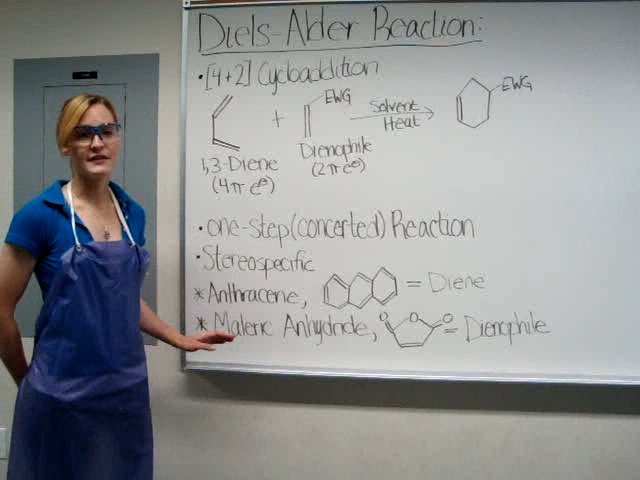 Diels-Alder Reaction:
• [4+2] Cycloaddition
EWG
+
Solvent
Heat
EWG
1,3-Diene
(4π e⊖)
Dienophile
(2π e⊖)
• one-step (concerted) Reaction
• Stereospecific
* Anthracene, = Diene
* Maleric Anhydride, O O O = Dienophile